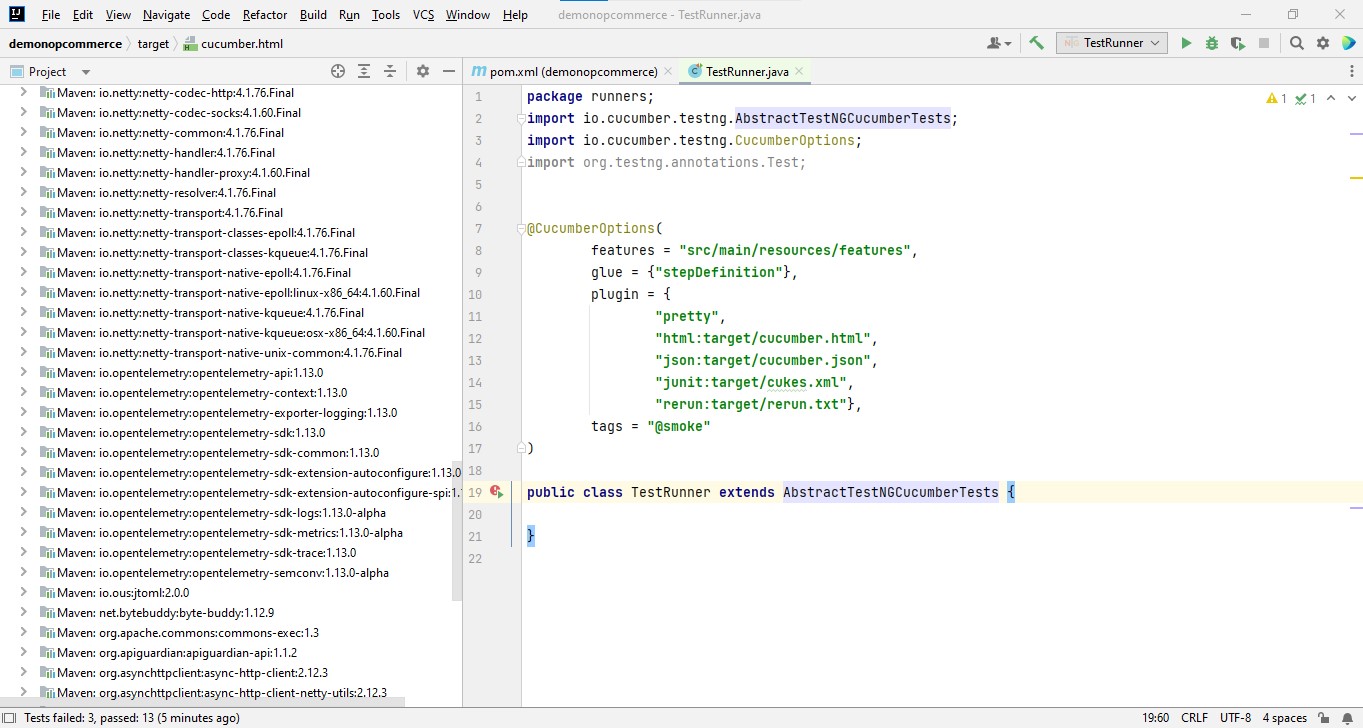 File Edit View Navigate Code Refactor Build Run Tools VCS Window Help demonopcommerce - TestRunner.java
demonopcommerce target cucumber.html TestRunner
Project
pom.xml (demonopcommerce) TestRunner.java
Maven: io.netty:netty-codec-http:4.1.76.Final
Maven: io.netty:netty-codec-socks:4.1.60.Final
Maven: io.netty:netty-common:4.1.76.Final
Maven: io.netty:netty-handler:4.1.76.Final
Maven: io.netty:netty-handler-proxy:4.1.60.Final
Maven: io.netty:netty-resolver:4.1.76.Final
Maven: io.netty:netty-transport:4.1.76.Final
Maven: io.netty:netty-transport-classes-epoll:4.1.76.Final
Maven: io.netty:netty-transport-classes-kqueue:4.1.76.Final
Maven: io.netty:netty-transport-native-epoll:4.1.76.Final
Maven: io.netty:netty-transport-native-epoll:linux-x86_64:4.1.60.Final
Maven: io.netty:netty-transport-native-kqueue:4.1.76.Final
Maven: io.netty:netty-transport-native-kqueue:osx-x86_64:4.1.60.Final
Maven: io.netty:netty-transport-native-unix-common:4.1.76.Final
Maven: io.opentelemetry:opentelemetry-api:1.13.0
Maven: io.opentelemetry:opentelemetry-context:1.13.0
Maven: io.opentelemetry:opentelemetry-exporter-logging:1.13.0
Maven: io.opentelemetry:opentelemetry-sdk:1.13.0
Maven: io.opentelemetry:opentelemetry-sdk-common:1.13.0
Maven: io.opentelemetry:opentelemetry-sdk-extension-autoconfigure:1.13.0
Maven: io.opentelemetry:opentelemetry-sdk-extension-autoconfigure-spi:1.
Maven: io.opentelemetry:opentelemetry-sdk-logs:1.13.0-alpha
Maven: io.opentelemetry:opentelemetry-sdk-metrics:1.13.0-alpha
Maven: io.opentelemetry:opentelemetry-sdk-trace:1.13.0
Maven: io.opentelemetry:opentelemetry-semconv:1.13.0-alpha
Maven: io.ous:jtoml:2.0.0
Maven: net.bytebuddy:byte-buddy:1.12.9
Maven: org.apache.commons:commons-exec:1.3
Maven: org.apiguardian:apiguardian-api:1.1.2
Maven: org.asynchttpclient:async-http-client:2.12.3
Maven: org.asynchttpclient:async-http-client-netty-utils:2.12.3
1 package runners; 1 1
2 import io.cucumber.testng.AbstractTestNGCucumberTests;
3 import io.cucumber.testng.CucumberOptions;
4 import org.testng.annotations.Test;
5
6
7 @CucumberOptions(
8 features = "src/main/resources/features",
9 glue = {"stepDefinition"},
10 plugin = {
11 "pretty",
12 "html:target/cucumber.html",
13 "json:target/cucumber.json",
14 "junit:target/cukes.xml",
15 "rerun:target/rerun.txt"},
16 tags = "@smoke"
17 )
18
19 public class TestRunner extends AbstractTestNGCucumberTests {
20
21 }
22
Tests failed: 3, passed: 13 (5 minutes ago) 19:60 CRLF UTF-8 4 spaces